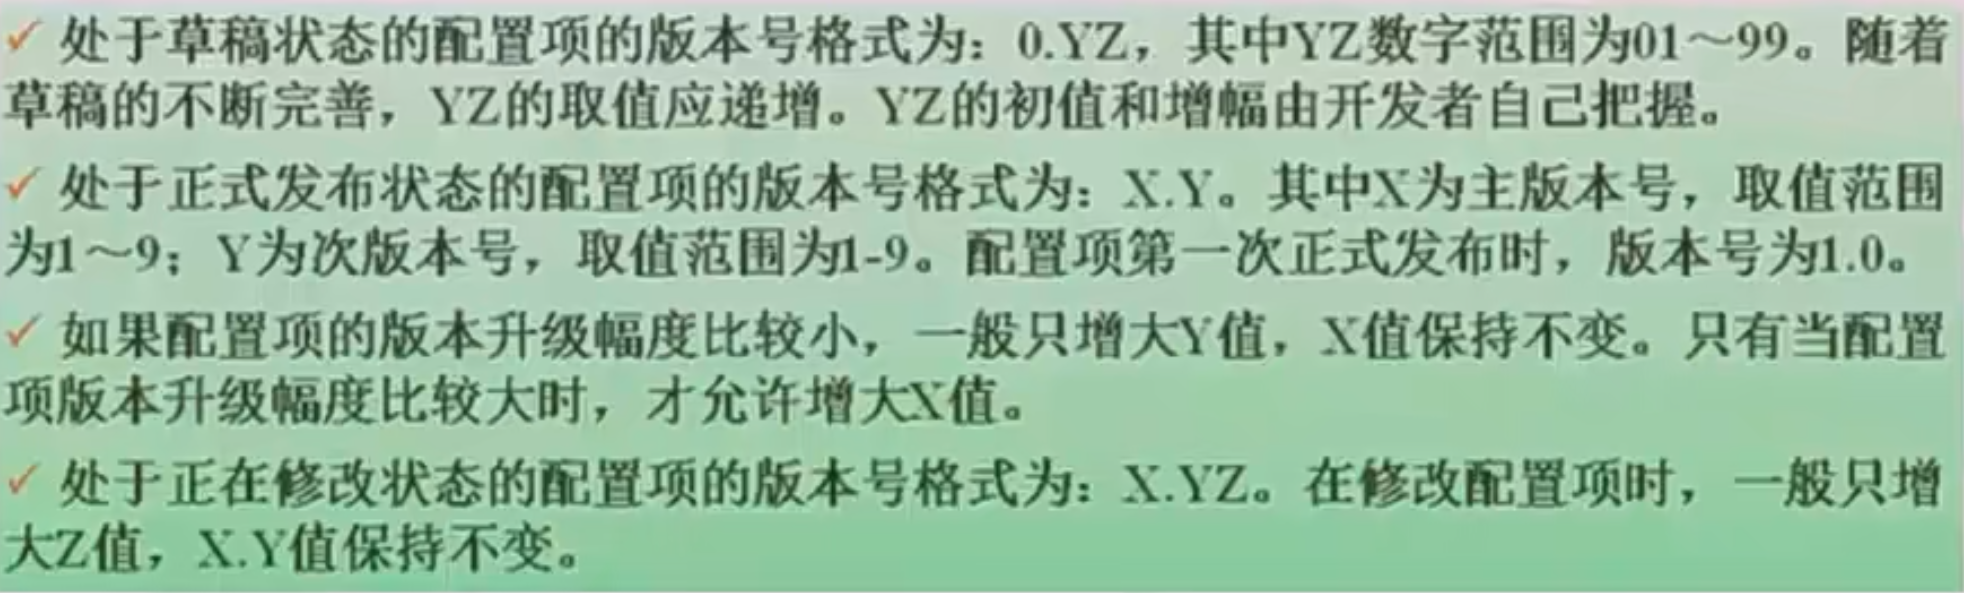 ✓ 处于草稿状态的配置项的版本号格式为：0.YZ，其中YZ数字范围为01～99。随着
草稿的不断完善，YZ的取值应递增。YZ的初值和增幅由开发者自己把握。
✓ 处于正式发布状态的配置项的版本号格式为：X.Y。其中X为主版本号，取值范围
为1～9；Y为次版本号，取值范围为1-9。配置项第一次正式发布时，版本号为1.0。
✓ 如果配置项的版本升级幅度比较小，一般只增大Y值，X值保持不变。只有当配置
项版本升级幅度比较大时，才允许增大X值。
✓ 处于正在修改状态的配置项的版本号格式为：X.YZ。在修改配置项时，一般只增
大Z值，X.Y值保持不变。